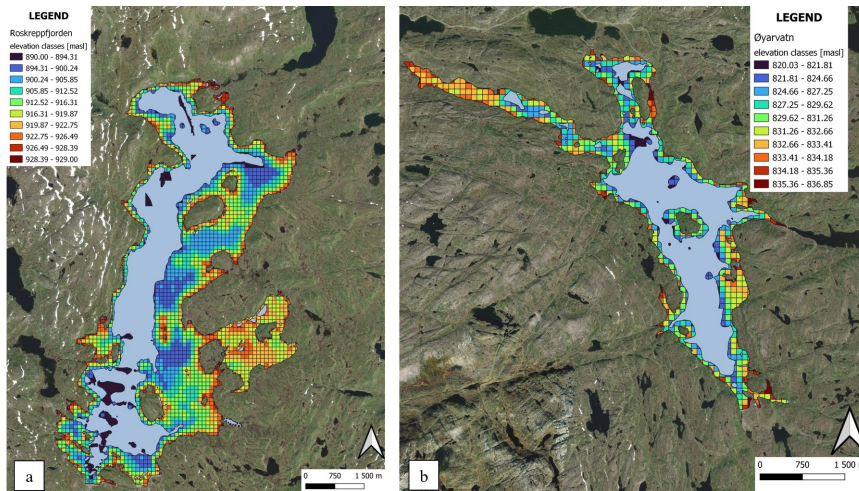 LEGEND
Roskreppfjorden
elevation classes [masl]
890.00 - 894.31
894.31 - 900.24
900.24 - 905.85
905.85 - 912.52
912.52 - 916.31
916.31 - 919.87
919.87 - 922.75
922.75 - 926.49
926.49 - 928.39
928.39 - 929.00
a
0 750 1 500 m
LEGEND
Øyarvatn
elevation classes [masl]
820.03 - 821.81
821.81 - 824.66
824.66 - 827.25
827.25 - 829.62
829.62 - 831.26
831.26 - 832.66
832.66 - 833.41
833.41 - 834.18
834.18 - 835.36
835.36 - 836.85
b
0 750 1 500 m